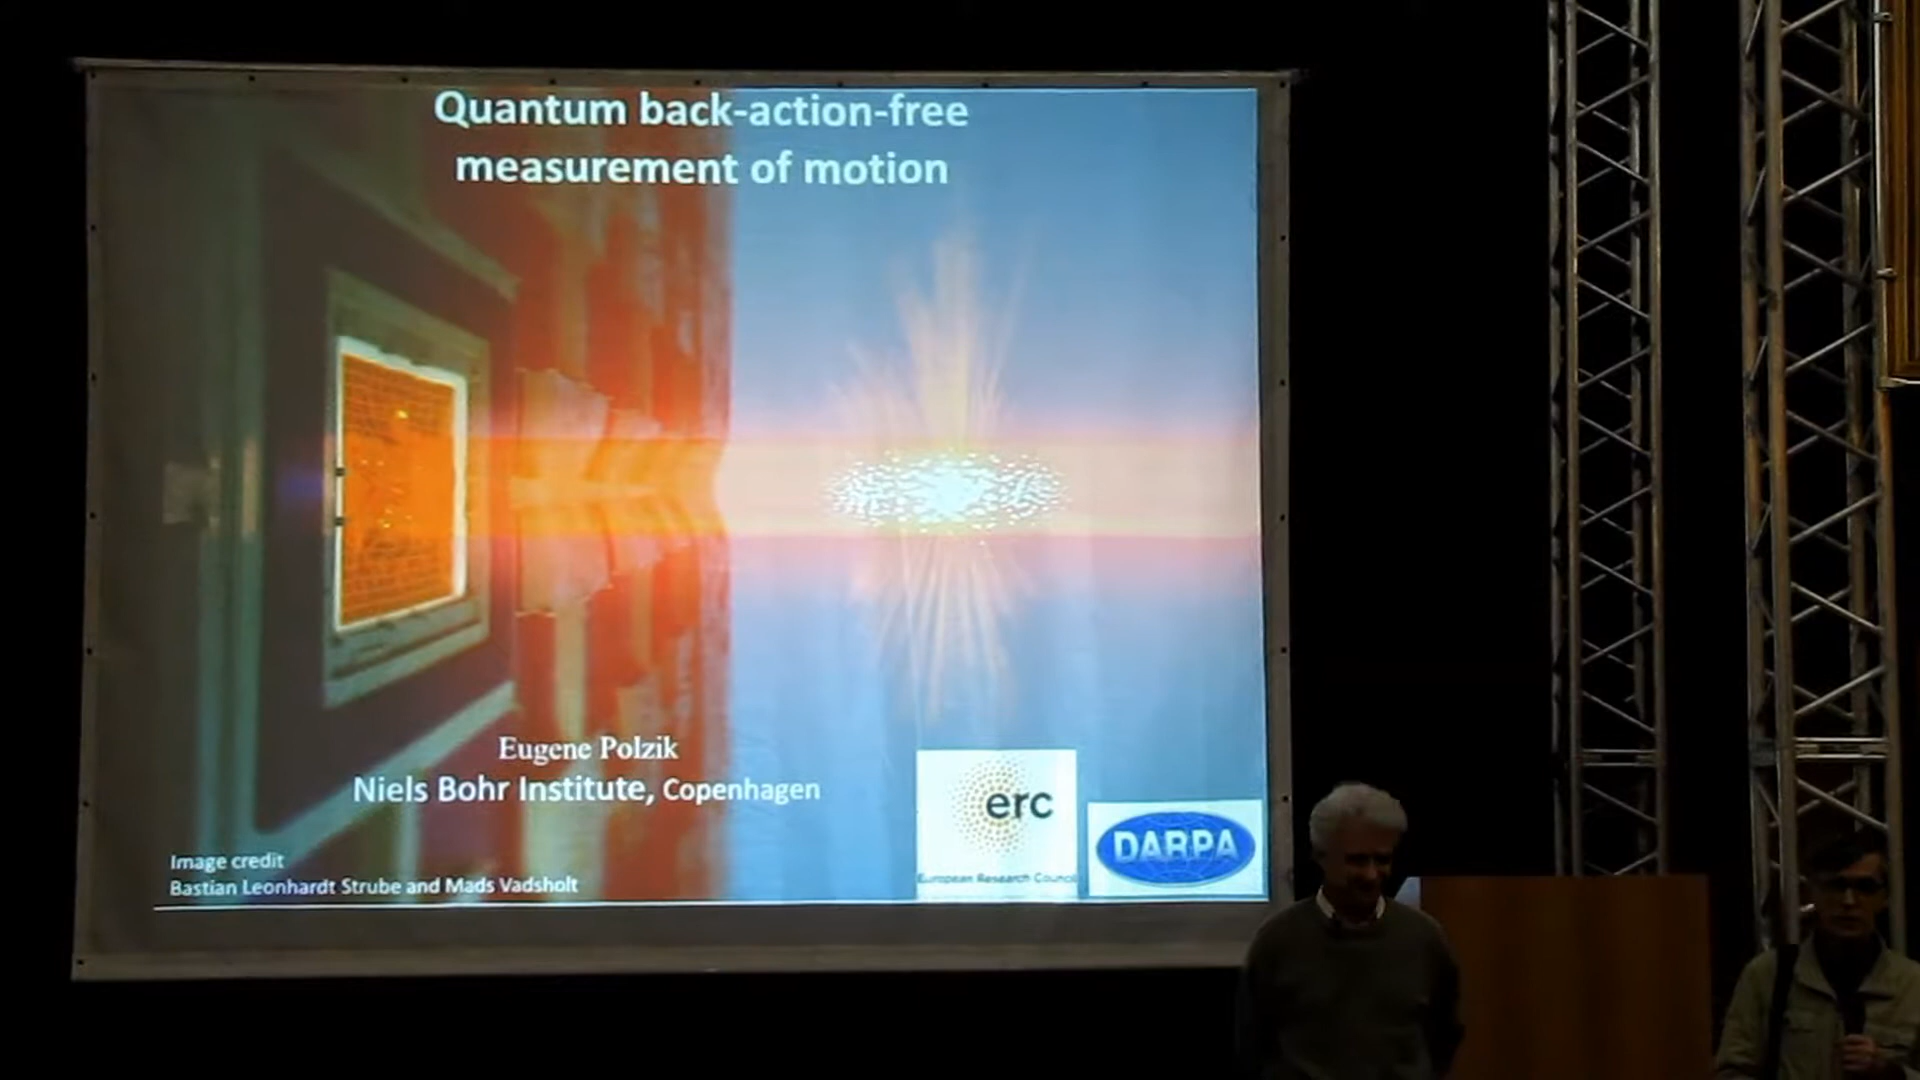 Quantum back-action-free
measurement of motion
Eugene Polzik
Niels Bohr Institute, Copenhagen
erc
European Research Council
DARPA
Image credit
Bastian Leonhardt Strube and Mads Vadsholt